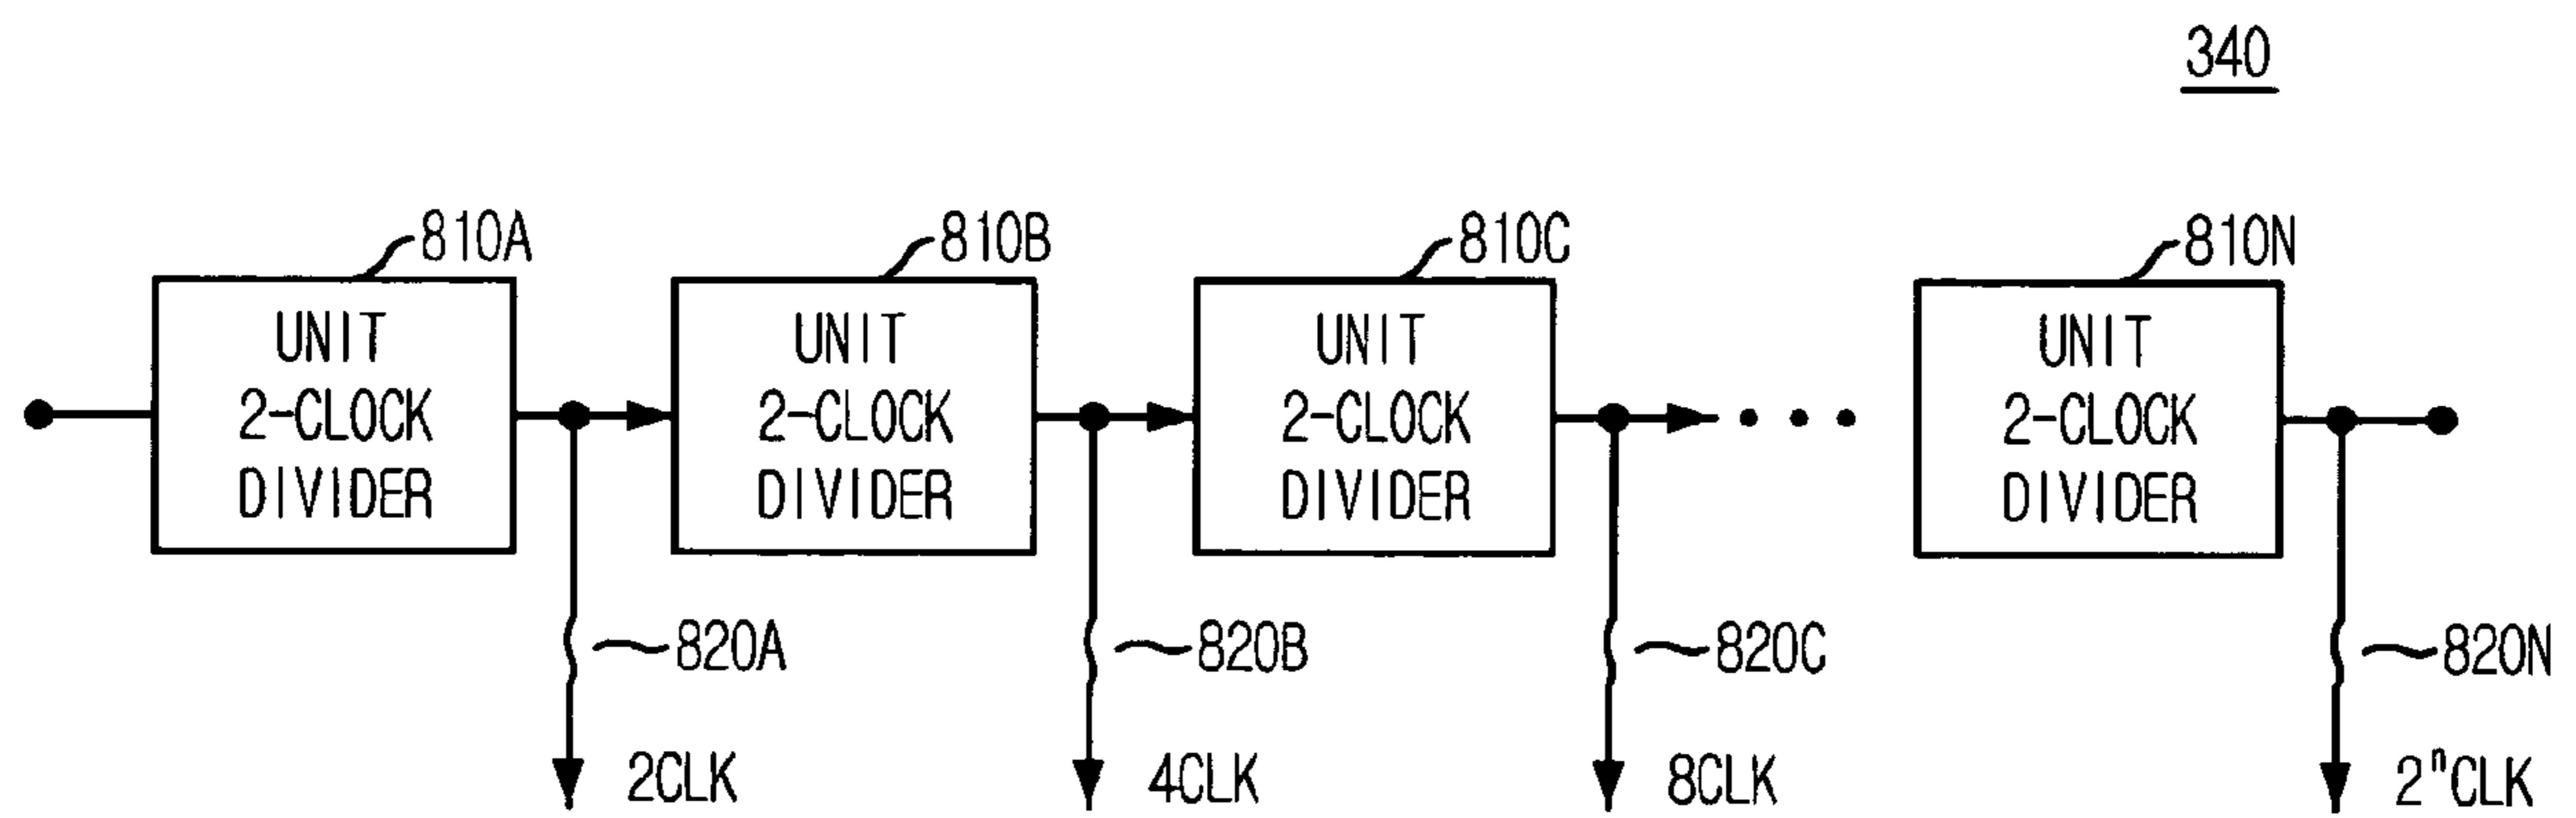 340
810A
810B
810C
810N
UNIT
2-CLOCK
DIVIDER
UNIT
2-CLOCK
DIVIDER
UNIT
2-CLOCK
DIVIDER
UNIT
2-CLOCK
DIVIDER
820A
820B
820C
820N
2CLK
4CLK
8CLK
2ⁿCLK